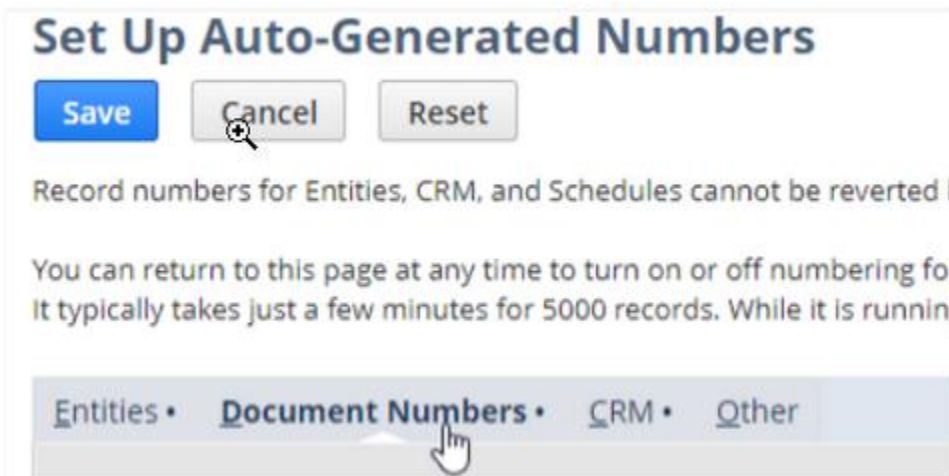 Set Up Auto-Generated Numbers
Save Cancel Reset
Record numbers for Entities, CRM, and Schedules cannot be reverted
You can return to this page at any time to turn on or off numbering fo
It typically takes just a few minutes for 5000 records. While it is runnin
Entities • Document Numbers • CRM • Other